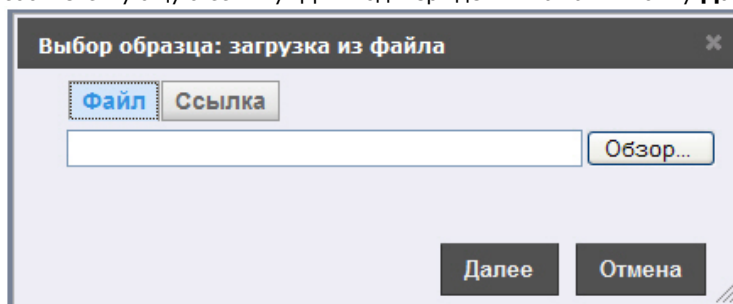 Выбор образца: загрузка из файла
Файл Ссылка
Обзор...
Далее Отмена